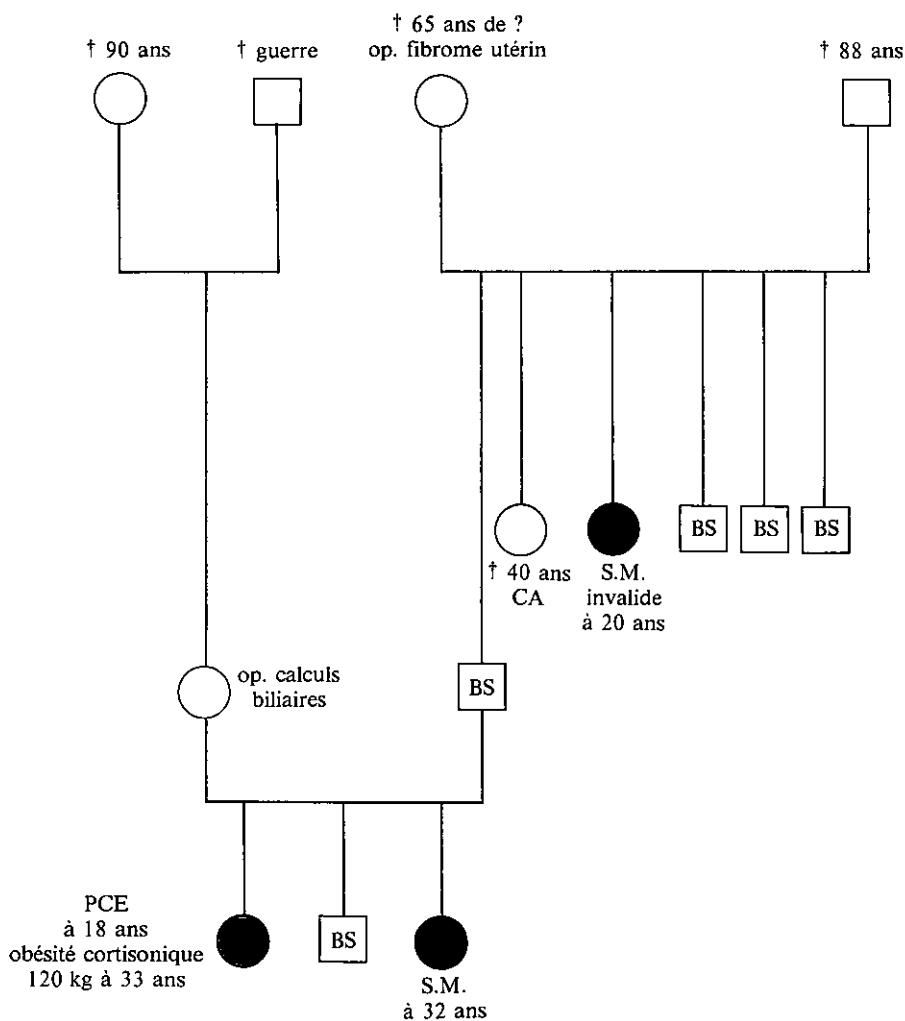 † 90 ans
† guerre
† 65 ans de ?
op. fibrome utérin
† 88 ans
† 40 ans
CA
S.M.
invalide
à 20 ans
BS
BS
BS
op. calculs
biliaires
BS
PCE
à 18 ans
obésité cortisonique
120 kg à 33 ans
BS
S.M.
à 32 ans